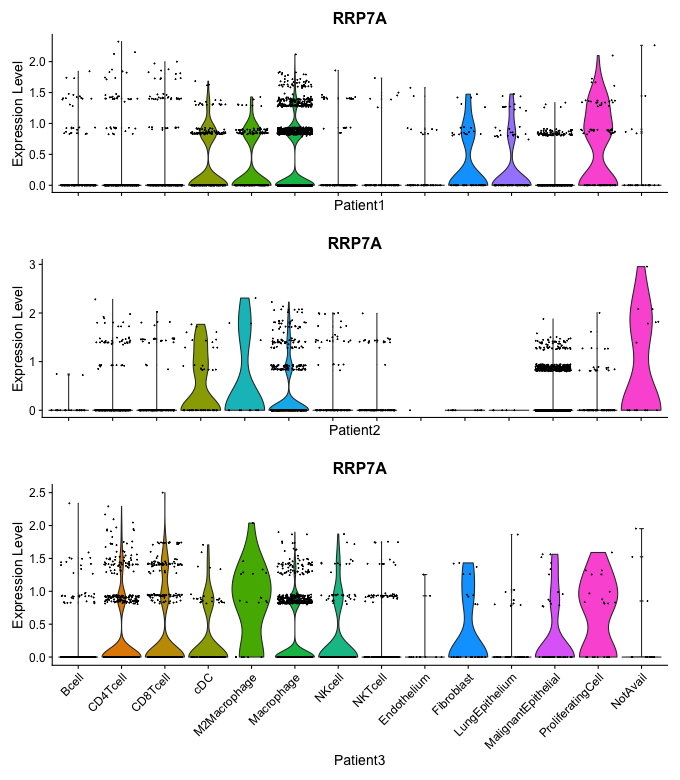 RRP7A
Expression Level
2.0
1.5
1.0
0.5
0.0
Patient1
RRP7A
Expression Level
3
2
1
0
Patient2
RRP7A
Expression Level
2.5
2.0
1.5
1.0
0.5
0.0
Bcell
CD4Tcell
CD8Tcell
cDC
M2Macrophage
Macrophage
NKcell
NKTcell
Endothelium
Fibroblast
LungEpithelium
MalignantEpithelial
ProliferatingCell
NotAvail
Patient3